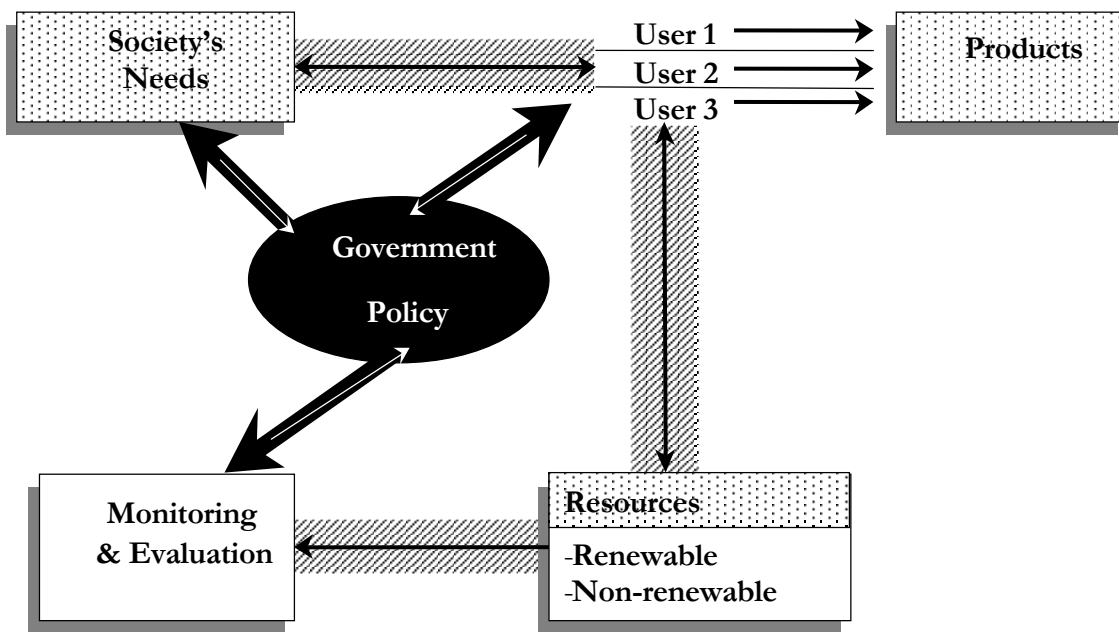 Society’s
Needs
User 1
User 2
User 3
Products
Government
Policy
Monitoring
& Evaluation
Resources
-Renewable
-Non-renewable